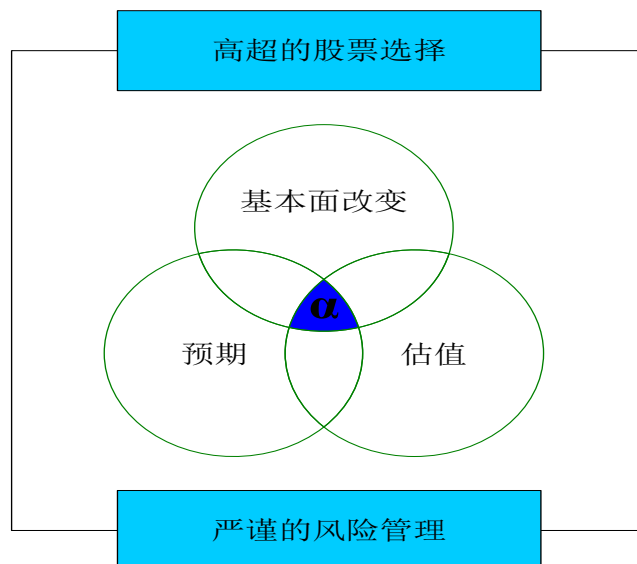 高超的股票选择
基本面改变
α
预期
估值
严谨的风险管理